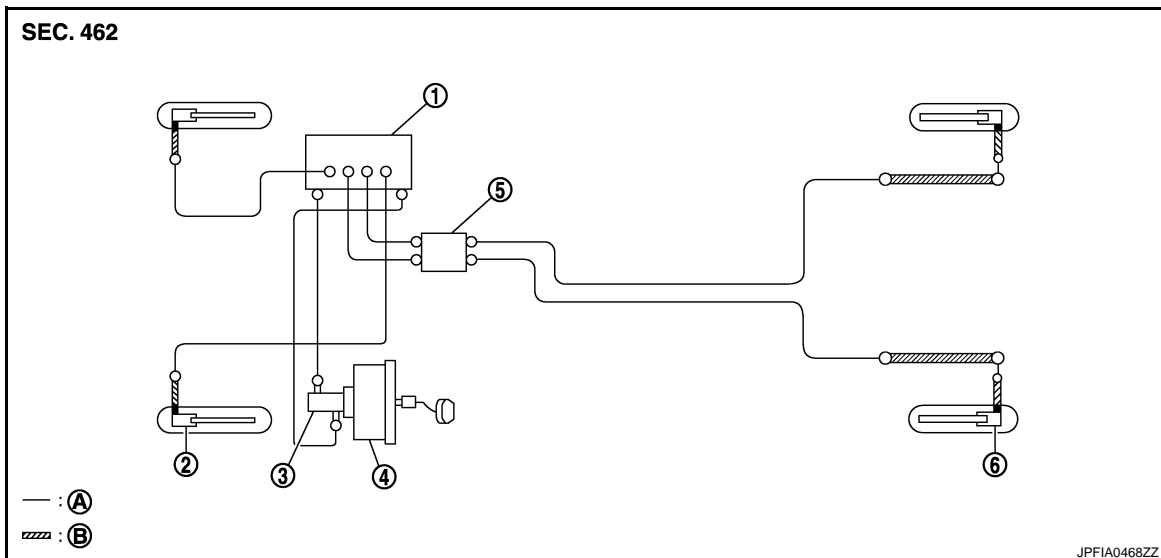 SEC. 462
①
⑤
②
③
④
⑥
— : Ⓐ
: Ⓑ
JPFIA0468ZZ